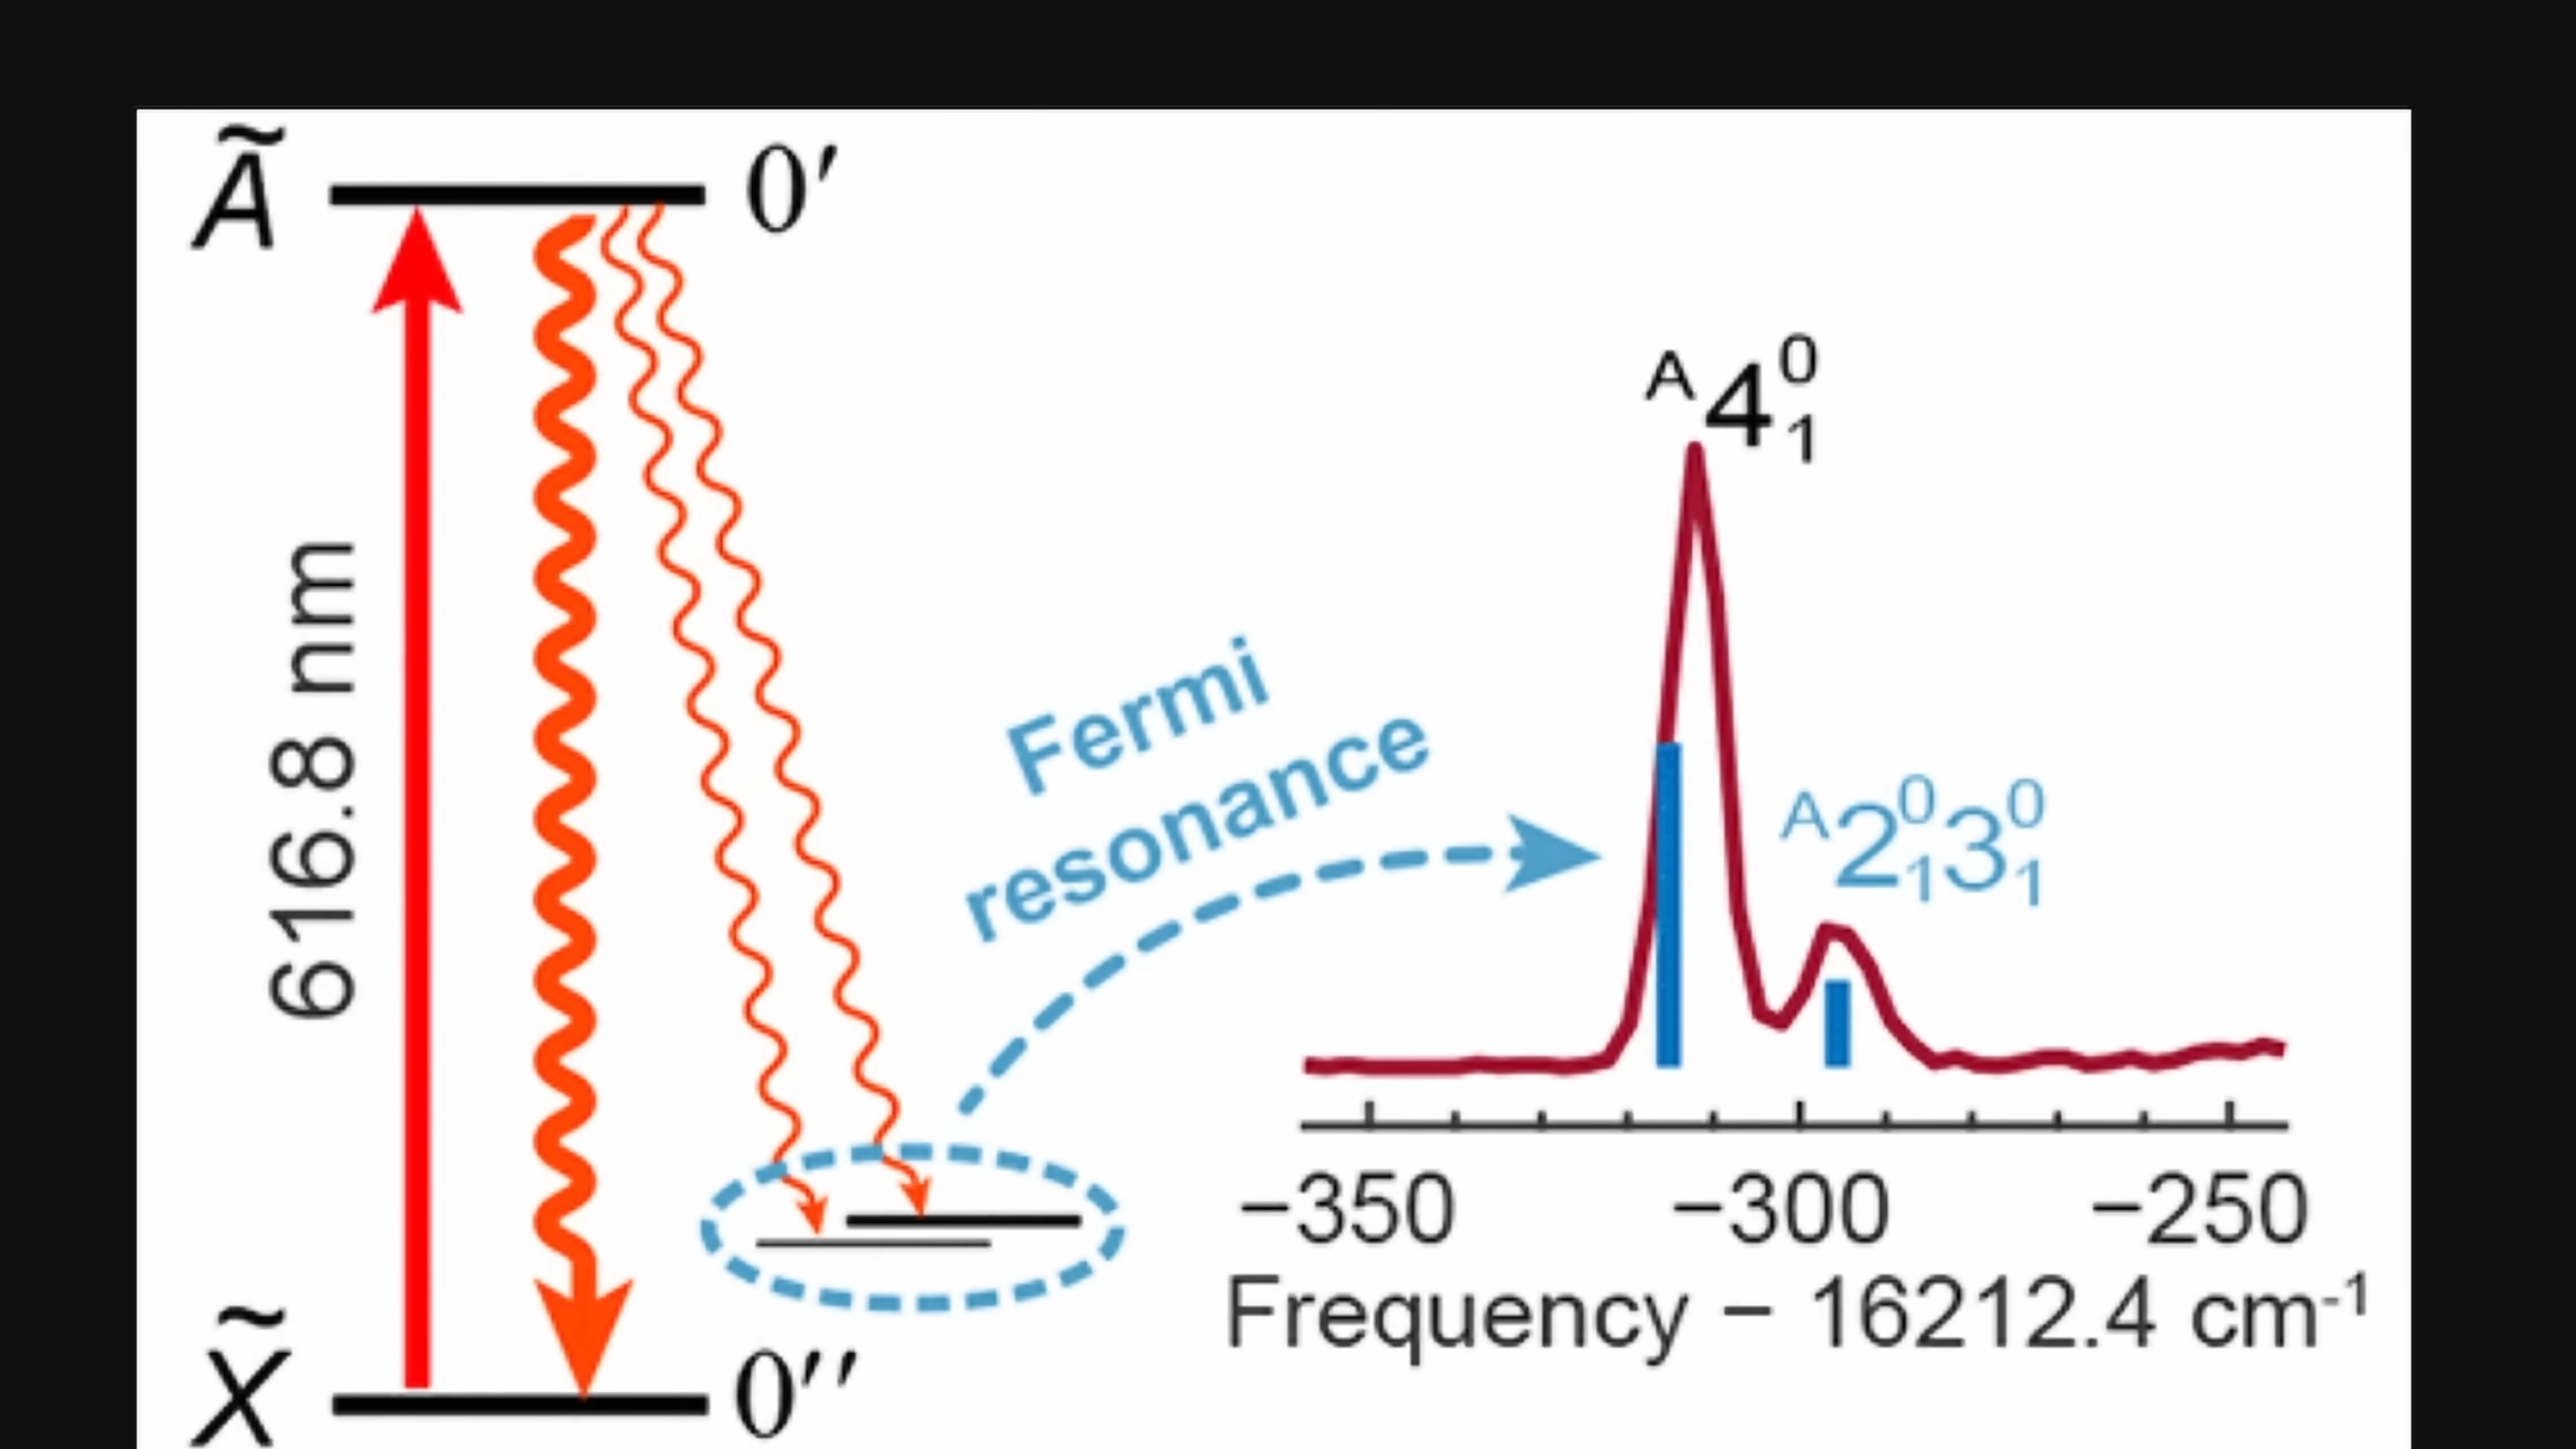 Ã 0′
616.8 nm
X̃ 0′′
Fermi
resonance
ᴬ4⁰₁
ᴬ2⁰₁3⁰₁
−350 −300 −250
Frequency − 16212.4 cm⁻¹